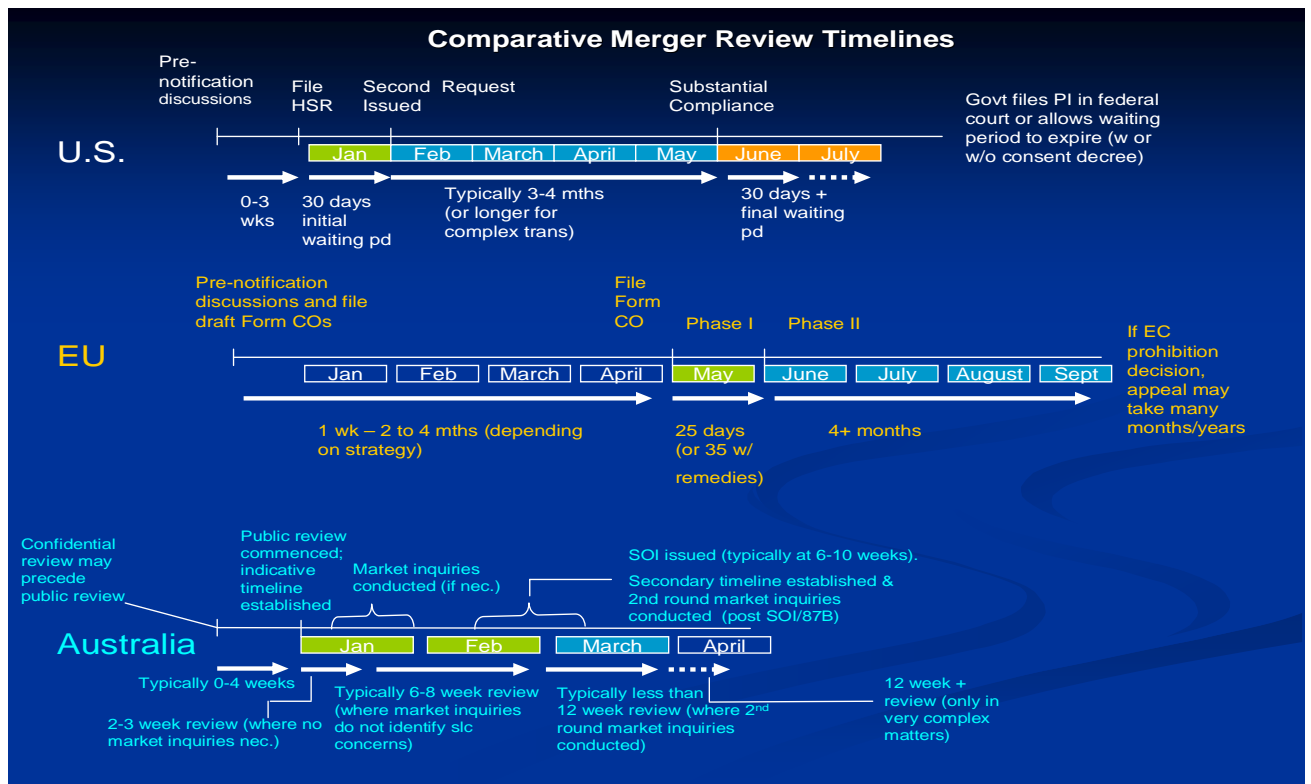 Comparative Merger Review Timelines
Pre-
notification
discussions
File
HSR
Second Request
Issued
Substantial
Compliance
Govt files PI in federal
court or allows waiting
period to expire (w or
w/o consent decree)
U.S.
Jan
Feb
March
April
May
June
July
0-3
wks
30 days
initial
waiting pd
Typically 3-4 mths
(or longer for
complex trans)
30 days +
final waiting
pd
Pre-notification
discussions and file
draft Form COs
File
Form
CO
Phase I
Phase II
If EC
prohibition
decision,
appeal may
take many
months/years
EU
Jan
Feb
March
April
May
June
July
August
Sept
1 wk – 2 to 4 mths (depending
on strategy)
25 days
(or 35 w/
remedies)
4+ months
Confidential
review may
precede
public review
Public review
commenced;
indicative
timeline
established
Market inquiries
conducted (if nec.)
SOI issued (typically at 6-10 weeks).
Secondary timeline established &
2nd round market inquiries
conducted (post SOI/87B)
Australia
Jan
Feb
March
April
Typically 0-4 weeks
2-3 week review (where no
market inquiries nec.)
Typically 6-8 week review
(where market inquiries
do not identify slc
concerns)
Typically less than
12 week review (where 2nd
round market inquiries
conducted)
12 week +
review (only in
very complex
matters)